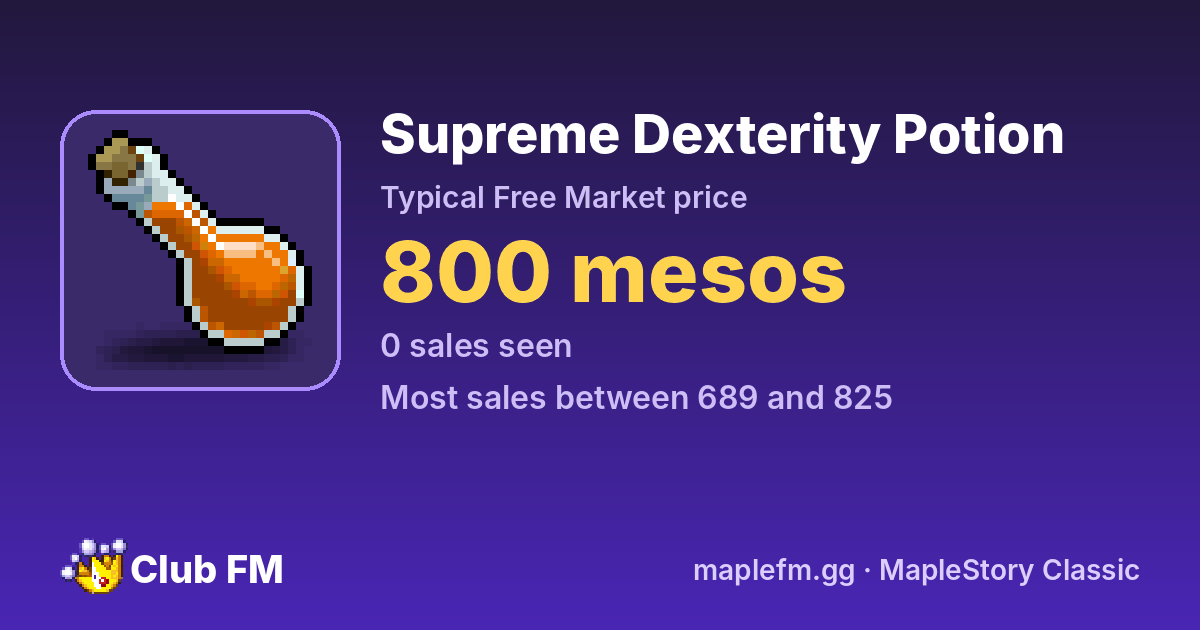 Supreme Dexterity Potion
Typical Free Market price
800 mesos
0 sales seen
Most sales between 689 and 825
Club FM
maplefm.gg · MapleStory Classic